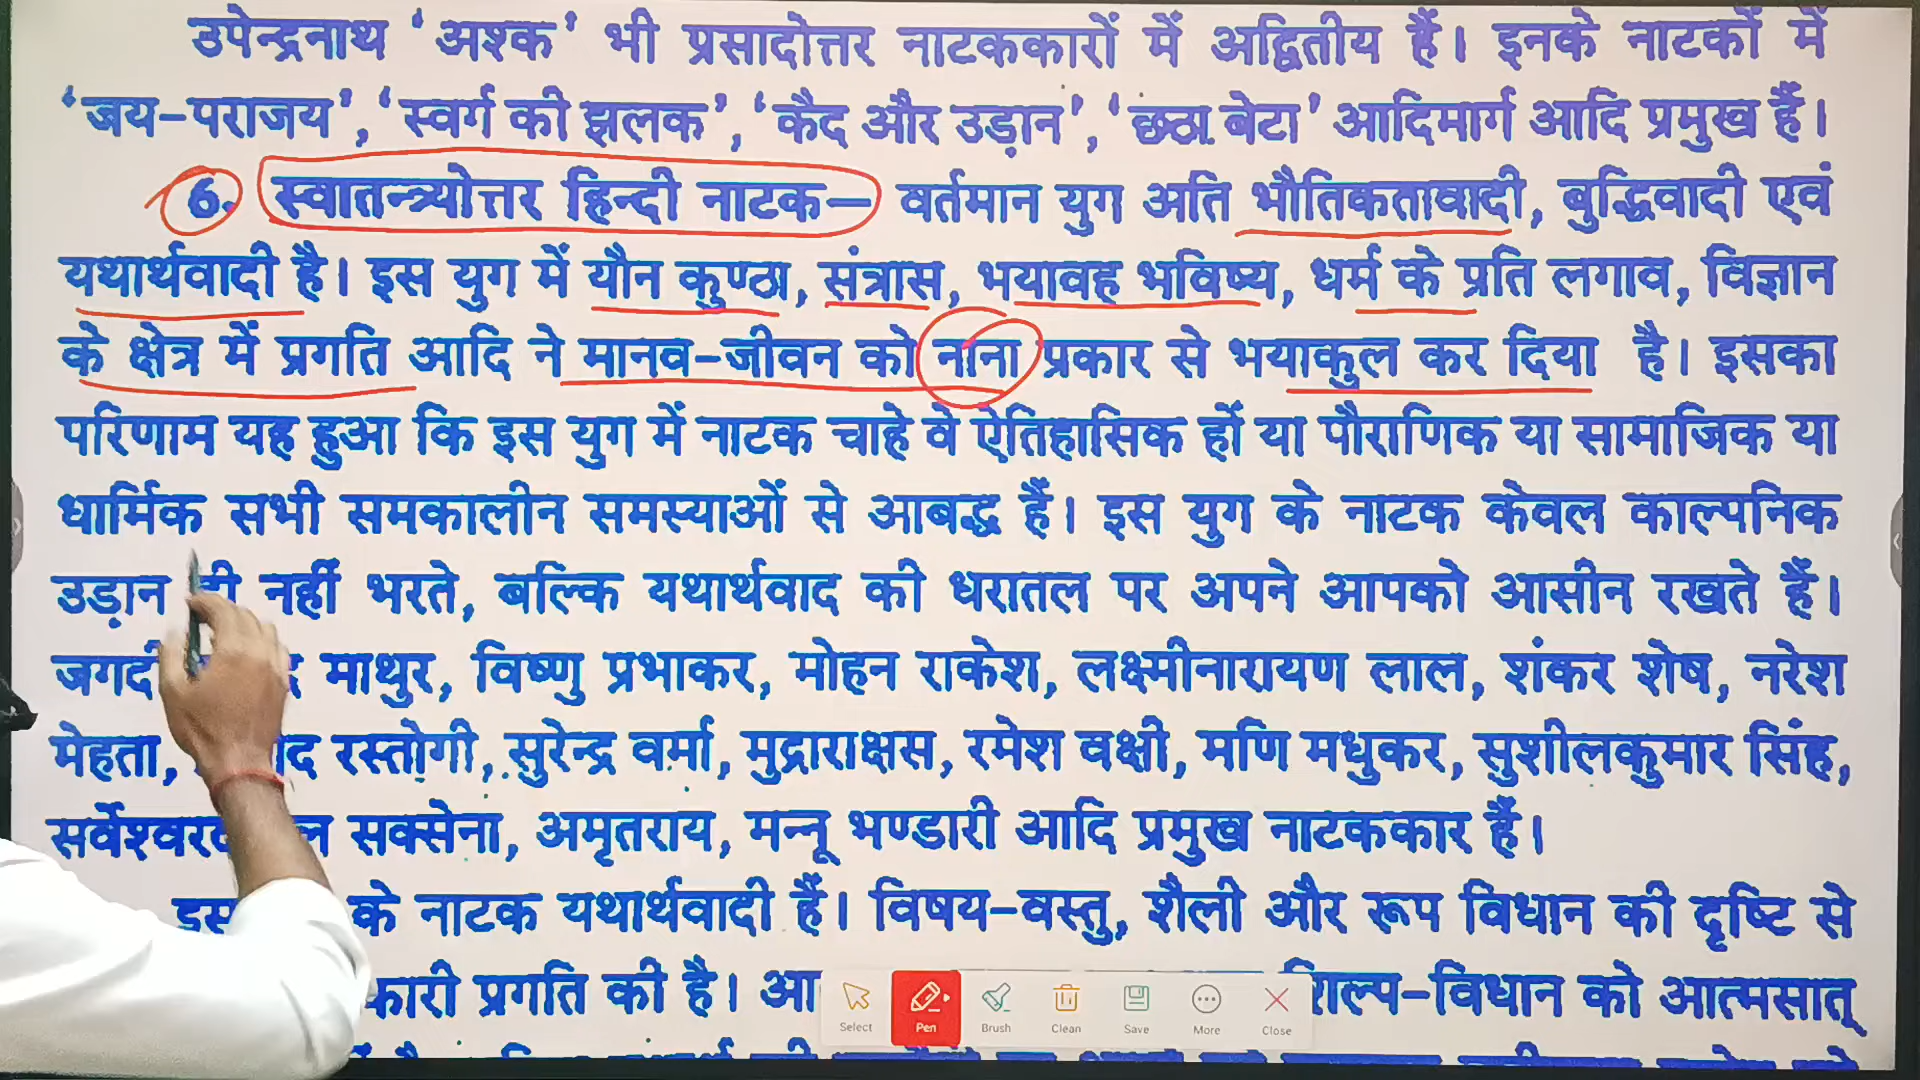 उपेन्द्रनाथ ‘अश्क’ भी प्रसादोत्तर नाटककारों में अद्वितीय हैं। इनके नाटकों में
‘जय-पराजय’, ‘स्वर्ग की झलक’, ‘कैद और उड़ान’, ‘छठा बेटा’ आदिमार्ग आदि प्रमुख हैं।
6. स्वातन्त्र्योत्तर हिन्दी नाटक— वर्तमान युग अति भौतिकतावादी, बुद्धिवादी एवं
यथार्थवादी है। इस युग में यौन कुण्ठा, संत्रास, भयावह भविष्य, धर्म के प्रति लगाव, विज्ञान
के क्षेत्र में प्रगति आदि ने मानव-जीवन को नाना प्रकार से भयाकुल कर दिया है। इसका
परिणाम यह हुआ कि इस युग में नाटक चाहे वे ऐतिहासिक हों या पौराणिक या सामाजिक या
धार्मिक सभी समकालीन समस्याओं से आबद्ध हैं। इस युग के नाटक केवल काल्पनिक
उड़ान नहीं भरते, बल्कि यथार्थवाद की धरातल पर अपने आपको आसीन रखते हैं।
माथुर, विष्णु प्रभाकर, मोहन राकेश, लक्ष्मीनारायण लाल, शंकर शेष, नरेश
मेहता, रस्तोगी, सुरेन्द्र वर्मा, मुद्राराक्षस, रमेश वक्षी, मणि मधुकर, सुशीलकुमार सिंह,
सक्सेना, अमृतराय, मन्नू भण्डारी आदि प्रमुख नाटककार हैं।
इस के नाटक यथार्थवादी हैं। विषय-वस्तु, शैली और रूप विधान की दृष्टि से
कारी प्रगति की है। शिल्प-विधान को आत्मसात्
Select Pen Brush Clean Save More Close